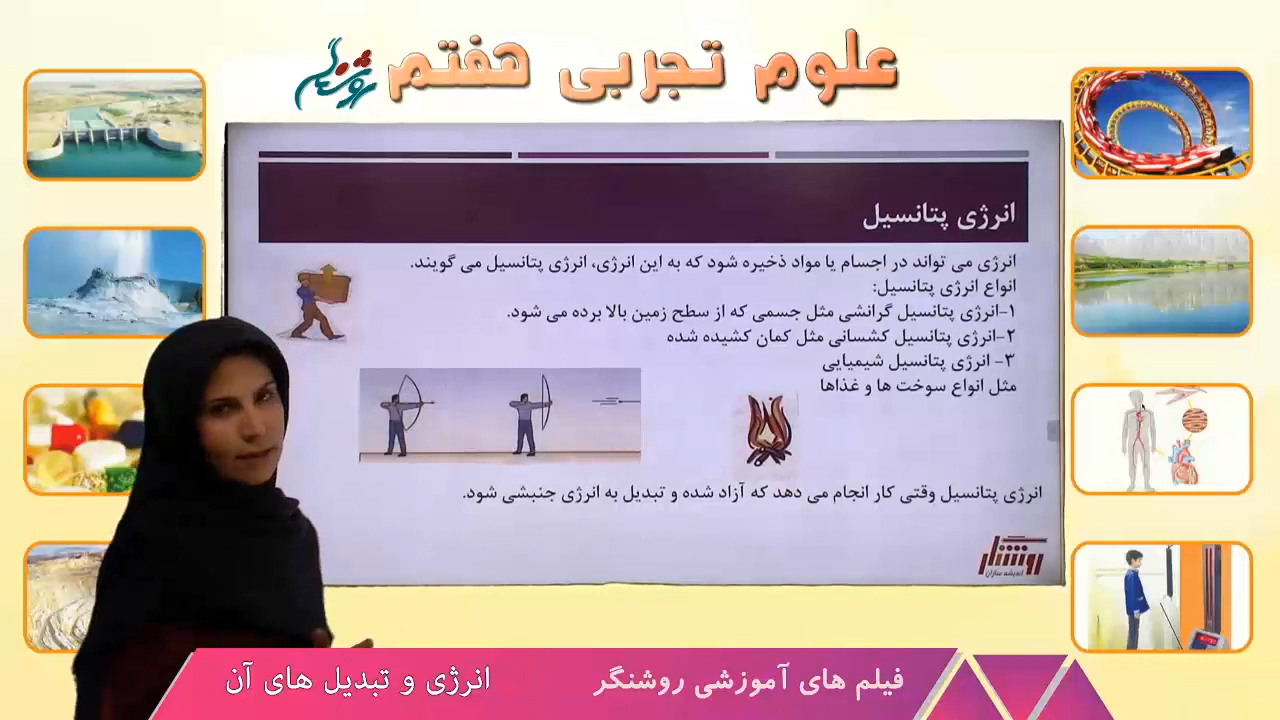 علوم تجربی هفتم
روشنگر
انرژی پتانسیل
انرژی می تواند در اجسام یا مواد ذخیره شود که به این انرژی، انرژی پتانسیل می گویند.
انواع انرژی پتانسیل:
۱-انرژی پتانسیل گرانشی مثل جسمی که از سطح زمین بالا برده می شود.
۲-انرژی پتانسیل کشسانی مثل کمان کشیده شده
۳- انرژی پتانسیل شیمیایی
مثل انواع سوخت ها و غذاها
انرژی پتانسیل وقتی کار انجام می دهد که آزاد شده و تبدیل به انرژی جنبشی شود.
روشنگر
اندیشه سازان
فیلم های آموزشی روشنگر
انرژی و تبدیل های آن